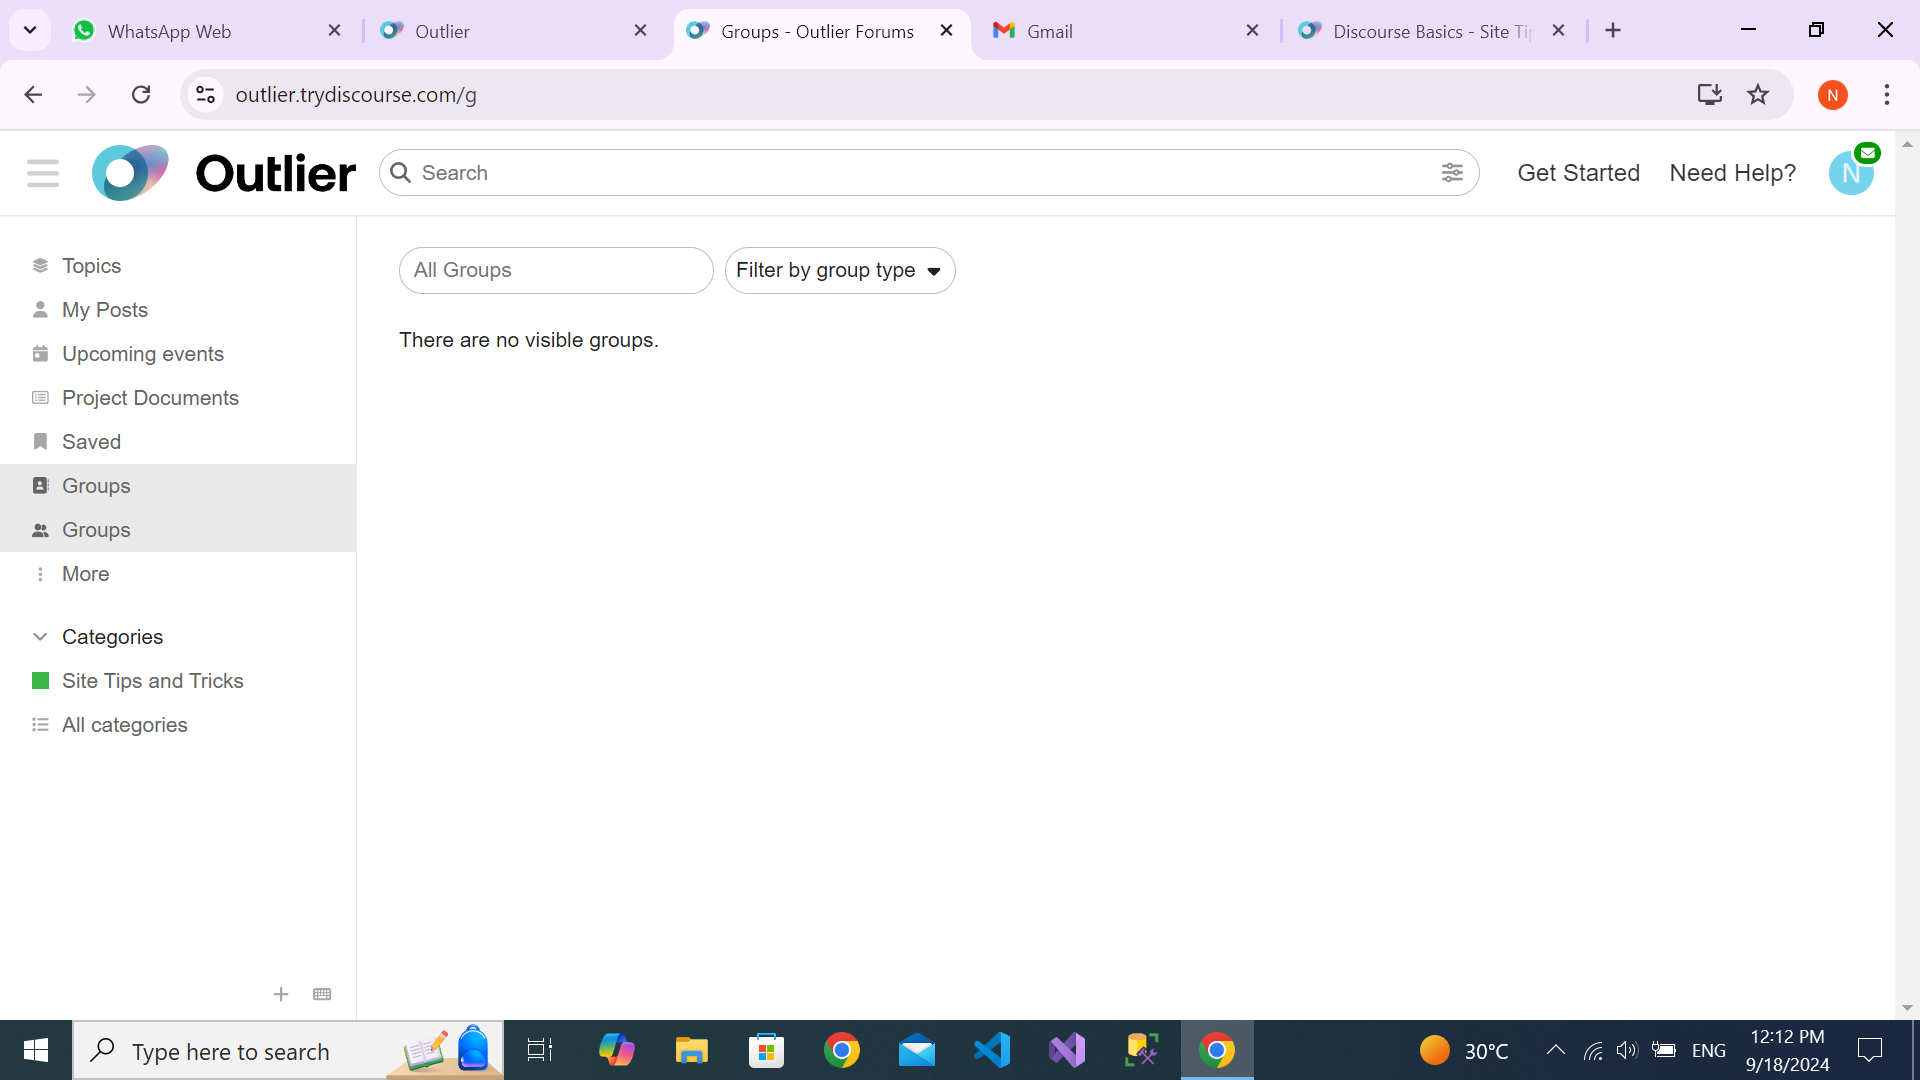 WhatsApp Web
Outlier
Groups - Outlier Forums
Gmail
Discourse Basics - Site Tip
outlier.trydiscourse.com/g
N
Outlier
Search
Get Started
Need Help?
N
Topics
My Posts
Upcoming events
Project Documents
Saved
Groups
Groups
More
Categories
Site Tips and Tricks
All categories
All Groups
Filter by group type
There are no visible groups.
Type here to search
30°C
ENG
12:12 PM
9/18/2024